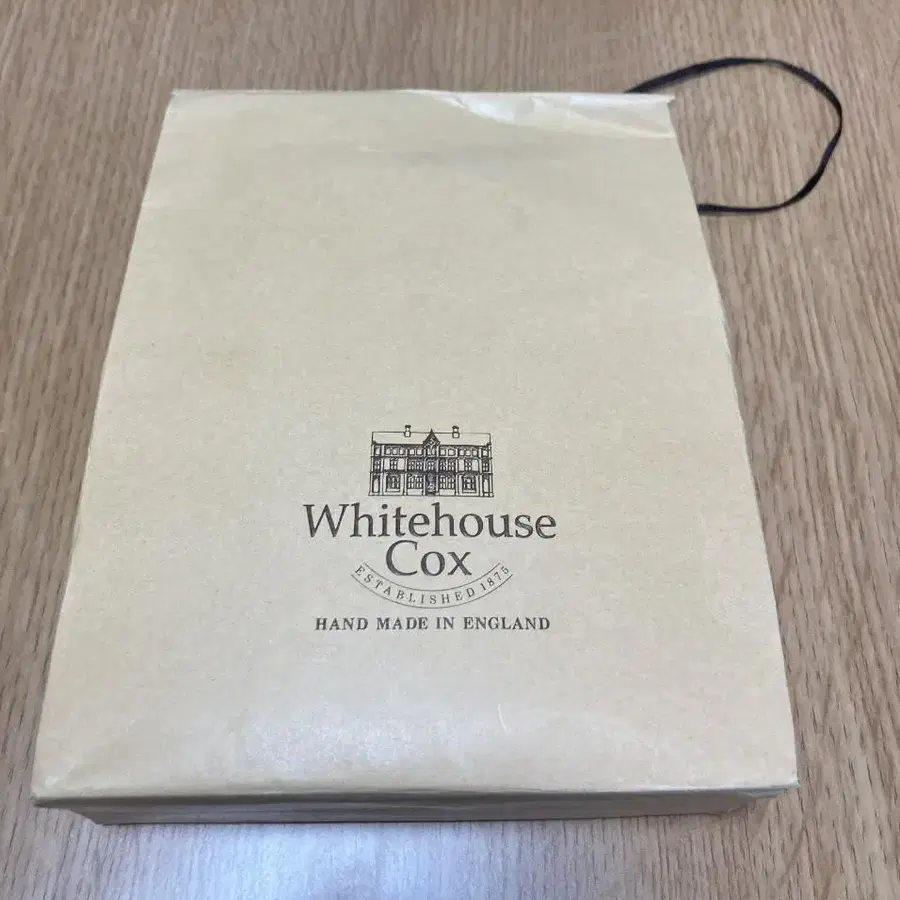 Whitehouse
Cox
ESTABLISHED 1875
HAND MADE IN ENGLAND